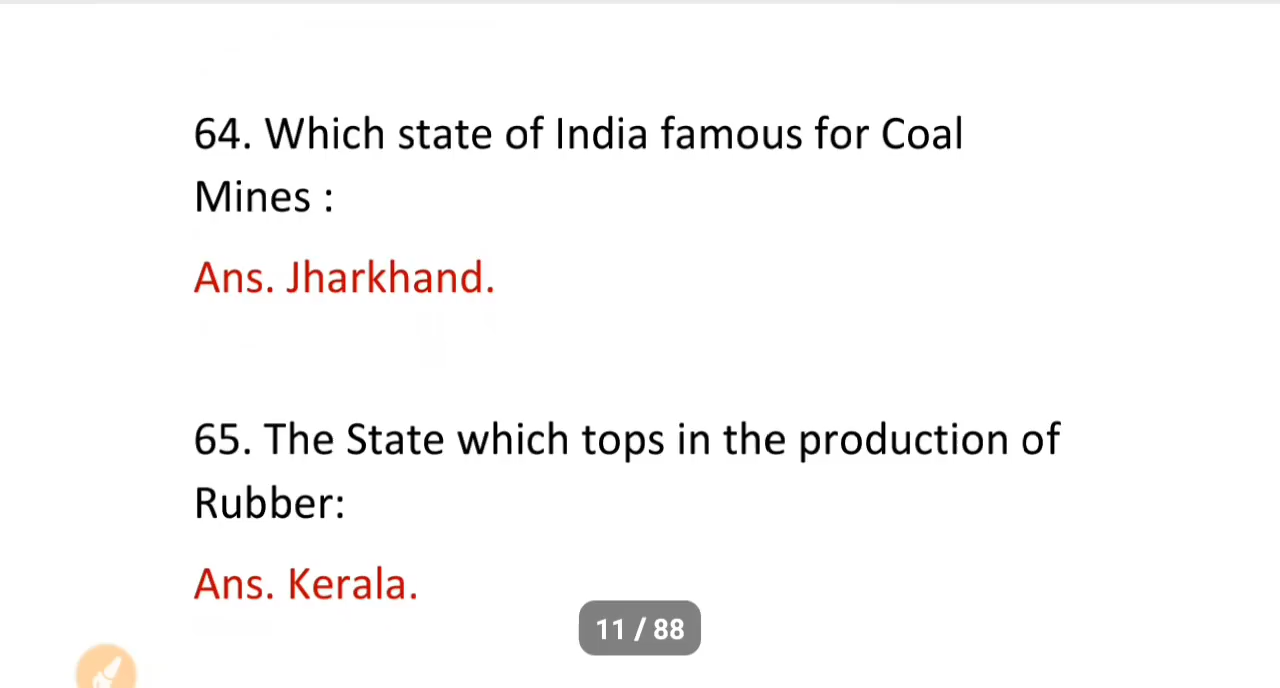 64. Which state of India famous for Coal
Mines :
Ans. Jharkhand.
65. The State which tops in the production of
Rubber:
Ans. Kerala.
11 / 88